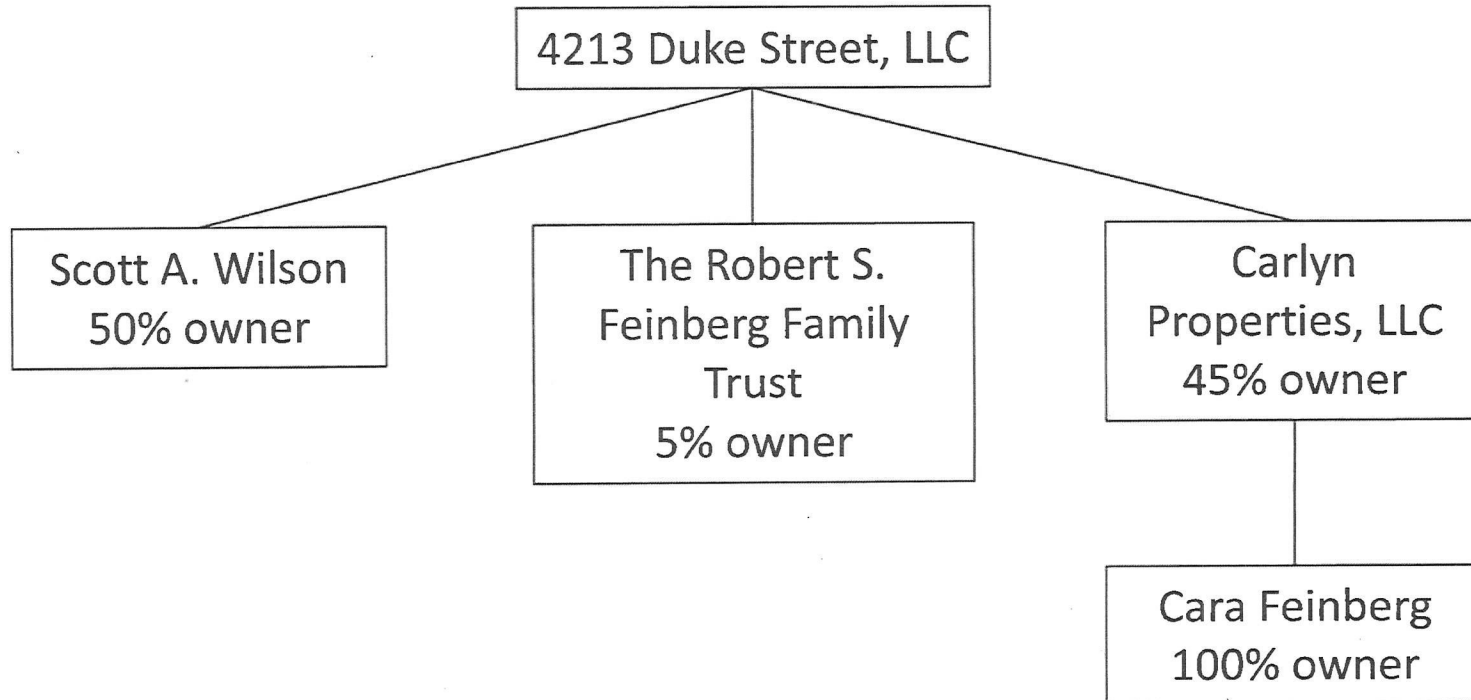 4213 Duke Street, LLC
Scott A. Wilson
50% owner
The Robert S.
Feinberg Family
Trust
5% owner
Carlyn
Properties, LLC
45% owner
Cara Feinberg
100% owner